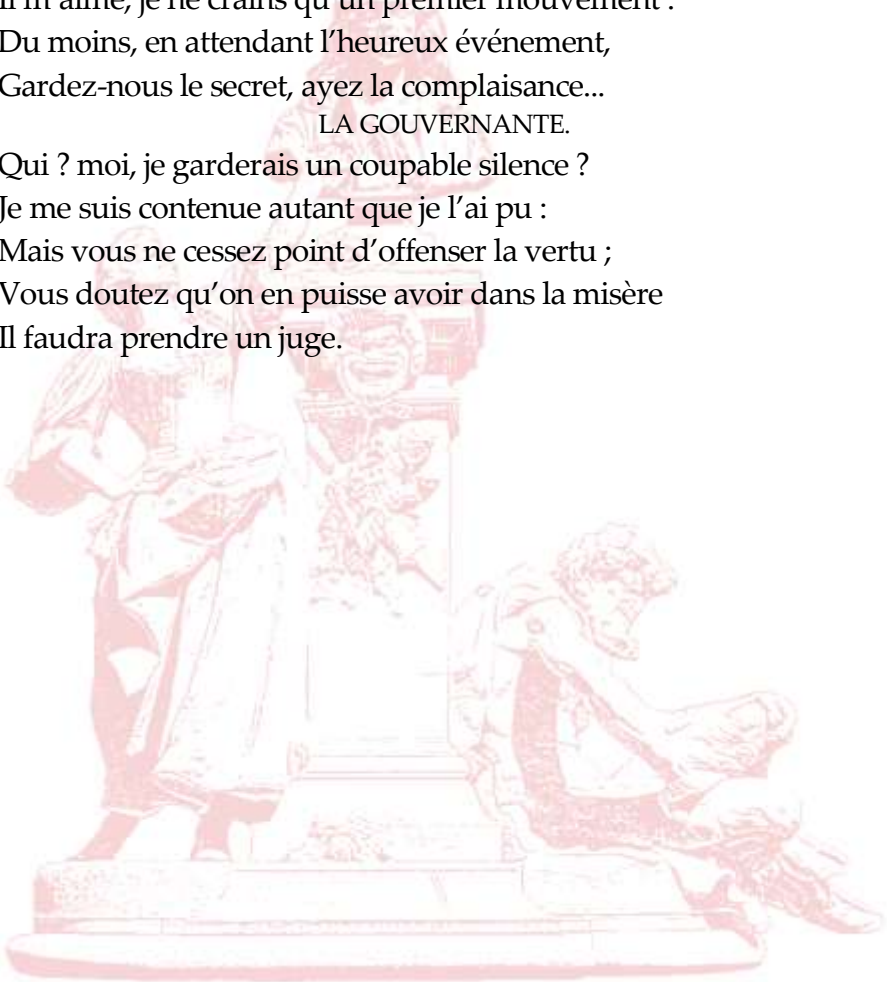 Il m'aime, je ne crains qu'un premier mouvement :
Du moins, en attendant l'heureux événement,
Gardez-nous le secret, ayez la complaisance...
LA GOUVERNANTE.
Qui ? moi, je garderais un coupable silence ?
Je me suis contenue autant que je l'ai pu :
Mais vous ne cessez point d'offenser la vertu ;
Vous doutez qu'on en puisse avoir dans la misère
Il faudra prendre un juge.